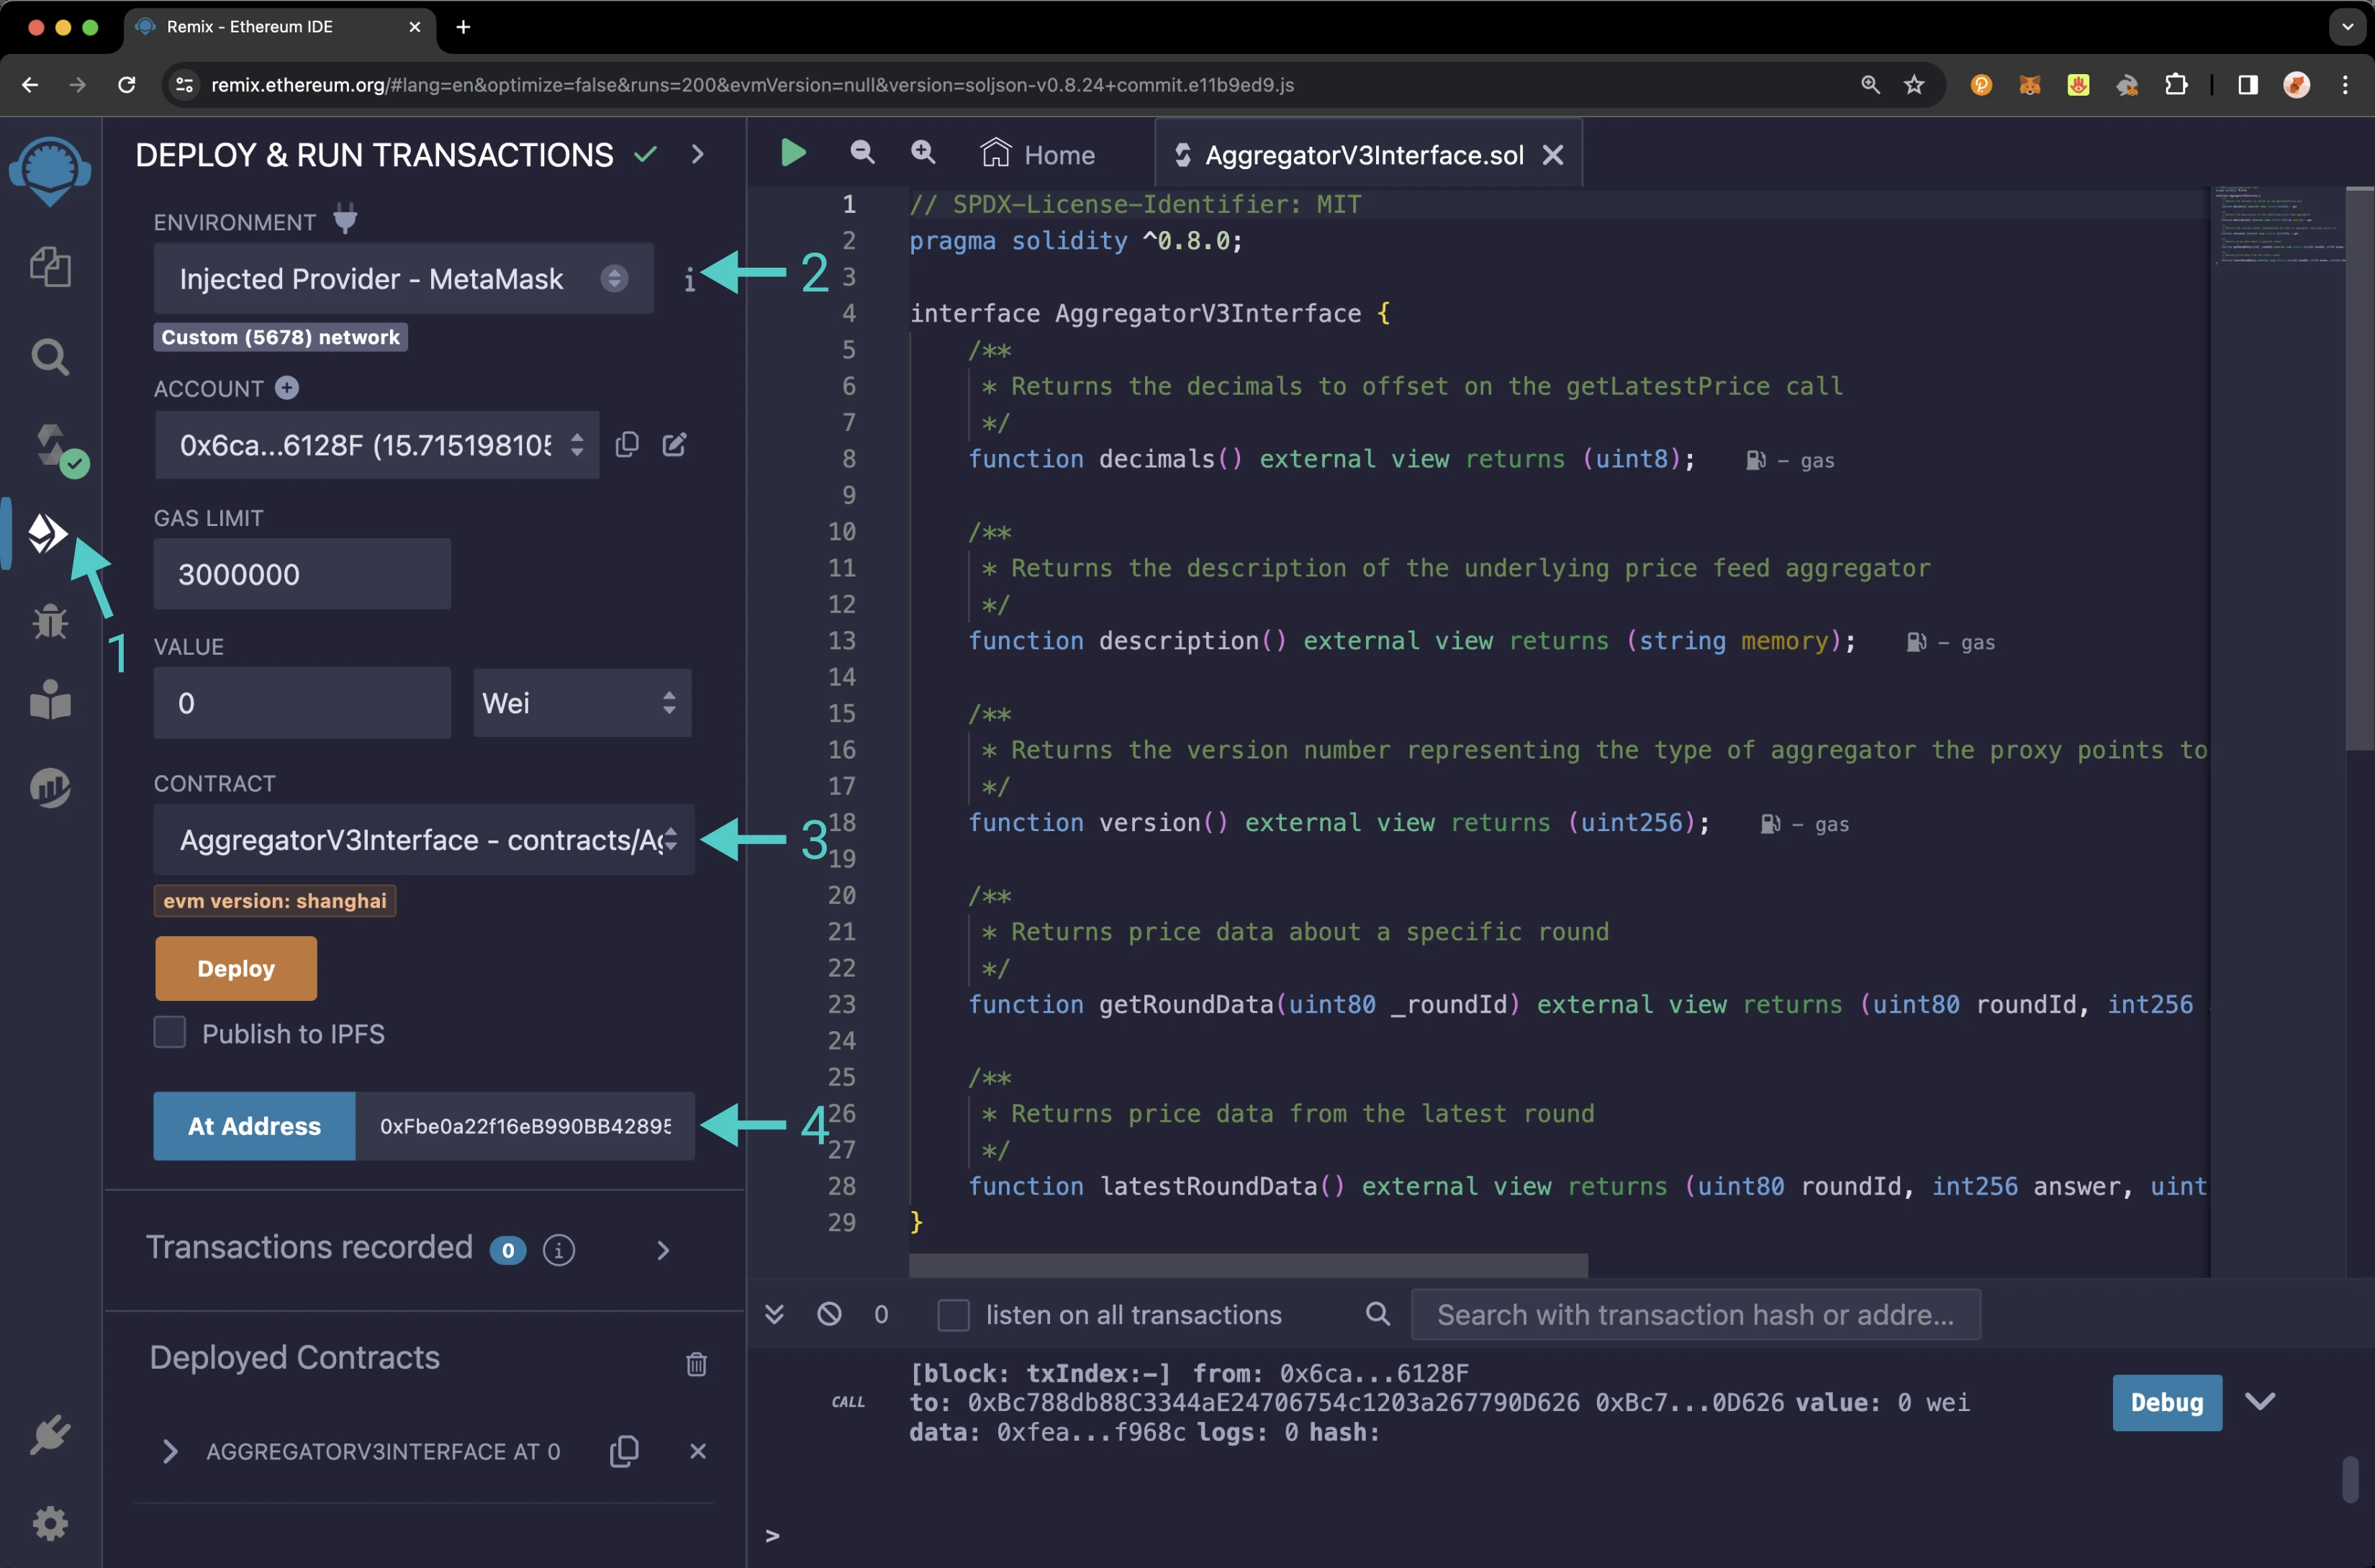 Remix - Ethereum IDE
remix.ethereum.org/#lang=en&optimize=false&runs=200&evmVersion=null&version=soljson-v0.8.24+commit.e11b9ed9.js
DEPLOY & RUN TRANSACTIONS
ENVIRONMENT
Injected Provider - MetaMask
i
2
Custom (5678) network
ACCOUNT
0x6ca...6128F (15.715198105
GAS LIMIT
3000000
1
VALUE
0
Wei
CONTRACT
AggregatorV3Interface - contracts/Ag
3
evm version: shanghai
Deploy
Publish to IPFS
At Address
0xFbe0a22f16eB990BB42895
4
Transactions recorded 0 i
Deployed Contracts
AGGREGATORV3INTERFACE AT 0
Home
AggregatorV3Interface.sol
1 // SPDX-License-Identifier: MIT
2 pragma solidity ^0.8.0;
3
4 interface AggregatorV3Interface {
5 /**
6 * Returns the decimals to offset on the getLatestPrice call
7 */
8 function decimals() external view returns (uint8); - gas
9
10 /**
11 * Returns the description of the underlying price feed aggregator
12 */
13 function description() external view returns (string memory); - gas
14
15 /**
16 * Returns the version number representing the type of aggregator the proxy points to
17 */
18 function version() external view returns (uint256); - gas
19
20 /**
21 * Returns price data about a specific round
22 */
23 function getRoundData(uint80 _roundId) external view returns (uint80 roundId, int256
24
25 /**
26 * Returns price data from the latest round
27 */
28 function latestRoundData() external view returns (uint80 roundId, int256 answer, uint
29 }
0
listen on all transactions
Search with transaction hash or addre...
[block: txIndex:-] from: 0x6ca...6128F
CALL
to: 0xBc788db88C3344aE24706754c1203a267790D626 0xBc7...0D626 value: 0 wei
data: 0xfea...f968c logs: 0 hash:
Debug
>